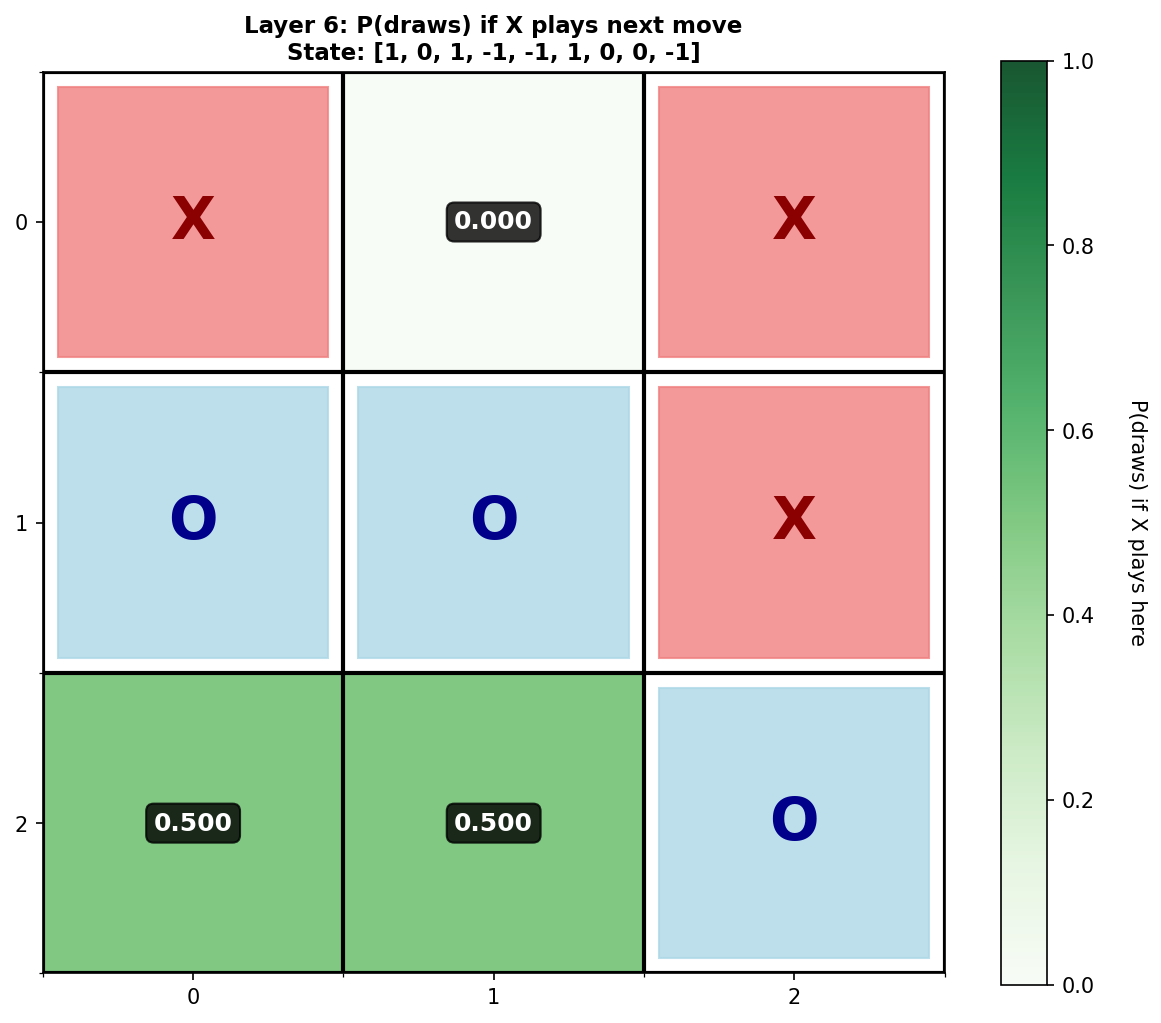 Layer 6: P(draws) if X plays next move
State: [1, 0, 1, -1, -1, 1, 0, 0, -1]
1.0
0.8
0.6
0.4
0.2
0.0
P(draws) if X plays here
0
X
0.000
X
1
O
O
X
2
0.500
0.500
O
0
1
2